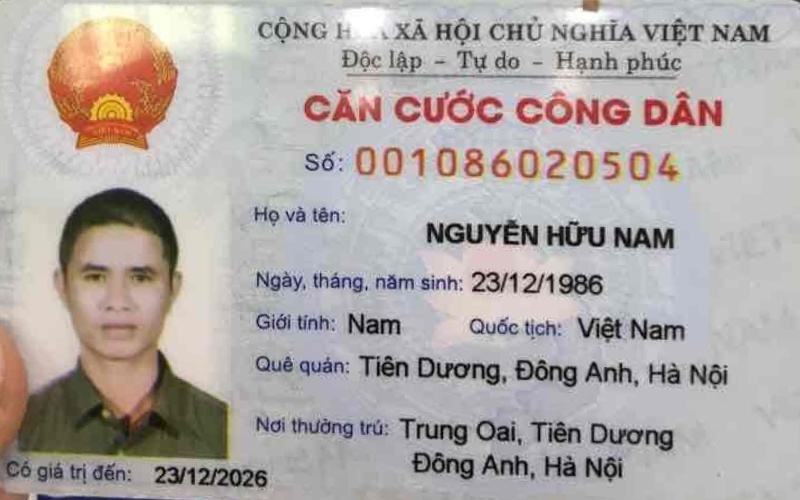 CỘNG HÒA XÃ HỘI CHỦ NGHĨA VIỆT NAM
Độc lập - Tự do - Hạnh phúc
CĂN CƯỚC CÔNG DÂN
Số: 001086020504
Họ và tên:
NGUYỄN HỮU NAM
Ngày, tháng, năm sinh: 23/12/1986
Giới tính: Nam Quốc tịch: Việt Nam
Quê quán: Tiên Dương, Đông Anh, Hà Nội
Nơi thường trú: Trung Oai, Tiên Dương
Đông Anh, Hà Nội
Có giá trị đến: 23/12/2026